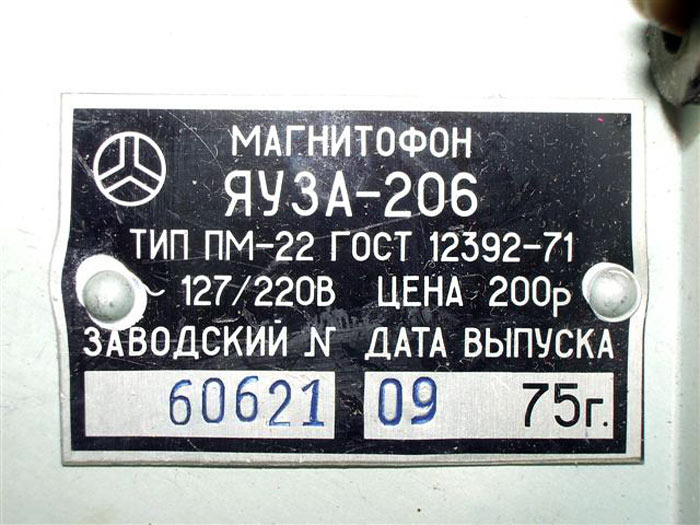 МАГНИТОФОН
ЯУЗА-206
ТИП ПМ-22 ГОСТ 12392-71
~ 127/220В ЦЕНА 200р
ЗАВОДСКИЙ N ДАТА ВЫПУСКА
60621 09 75г.